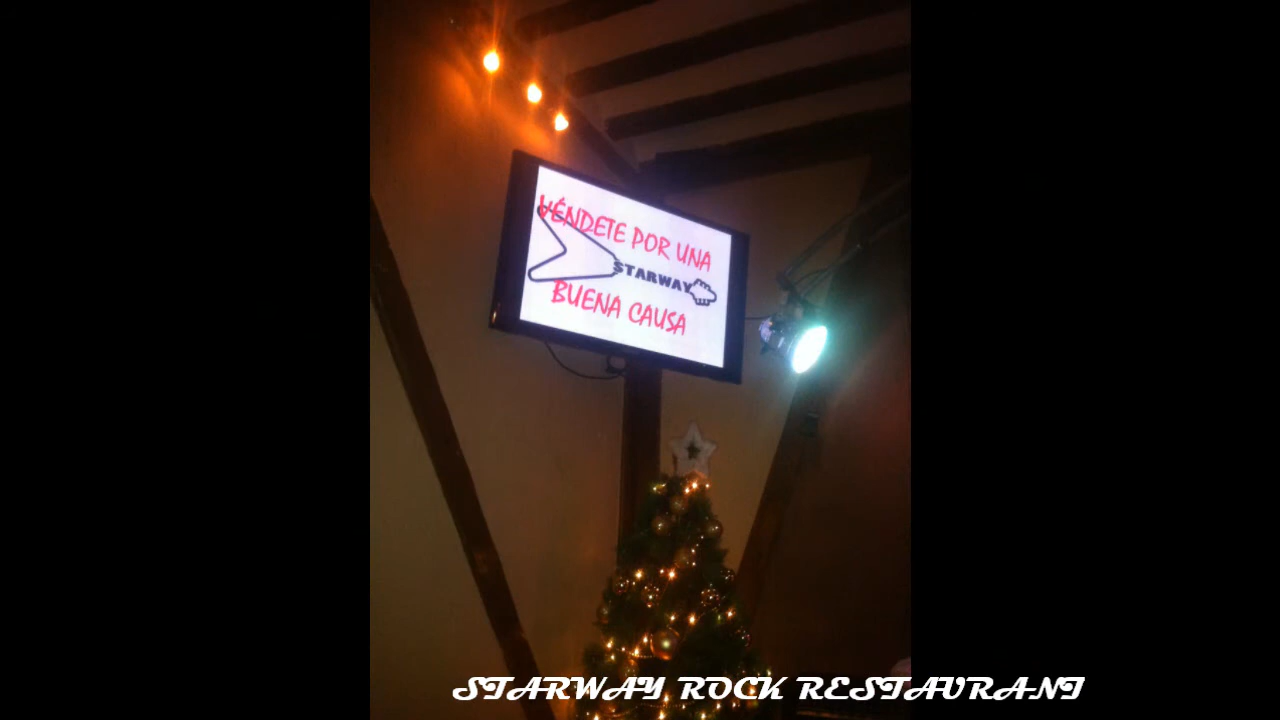 VÉNDETE POR UNA
STARWAY
BUENA CAUSA
STARWAY ROCK RESTAURANT